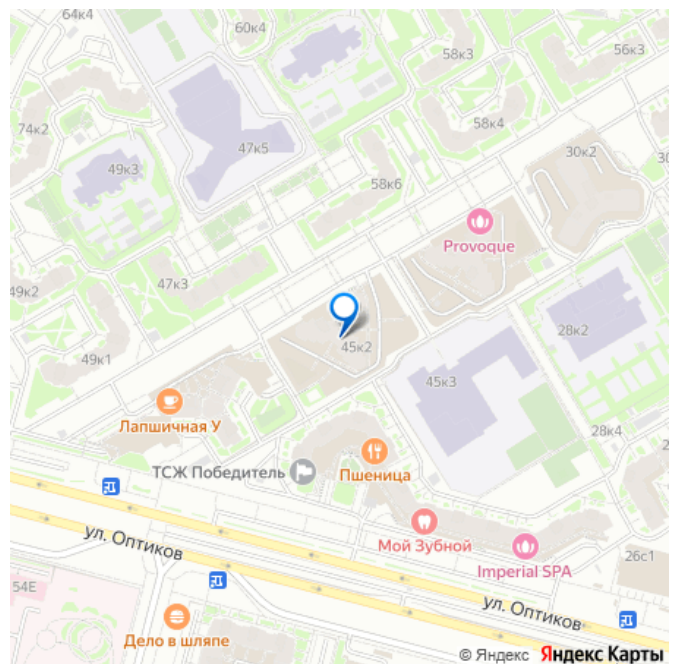 64к4
60к4
58к3
56к3
74к2
47к5
58к4
49к3
30к2
58к6
Provoque
47к3
49к2
28к2
45к2
49к1
45к3
Лапшичная У
28к4
ТСЖ Победитель
Пшеница
ул. Оптиков
Мой Зубной
Imperial SPA
26с1
54Е
ул. Оптиков
Дело в шляпе
© Яндекс Яндекс Карты